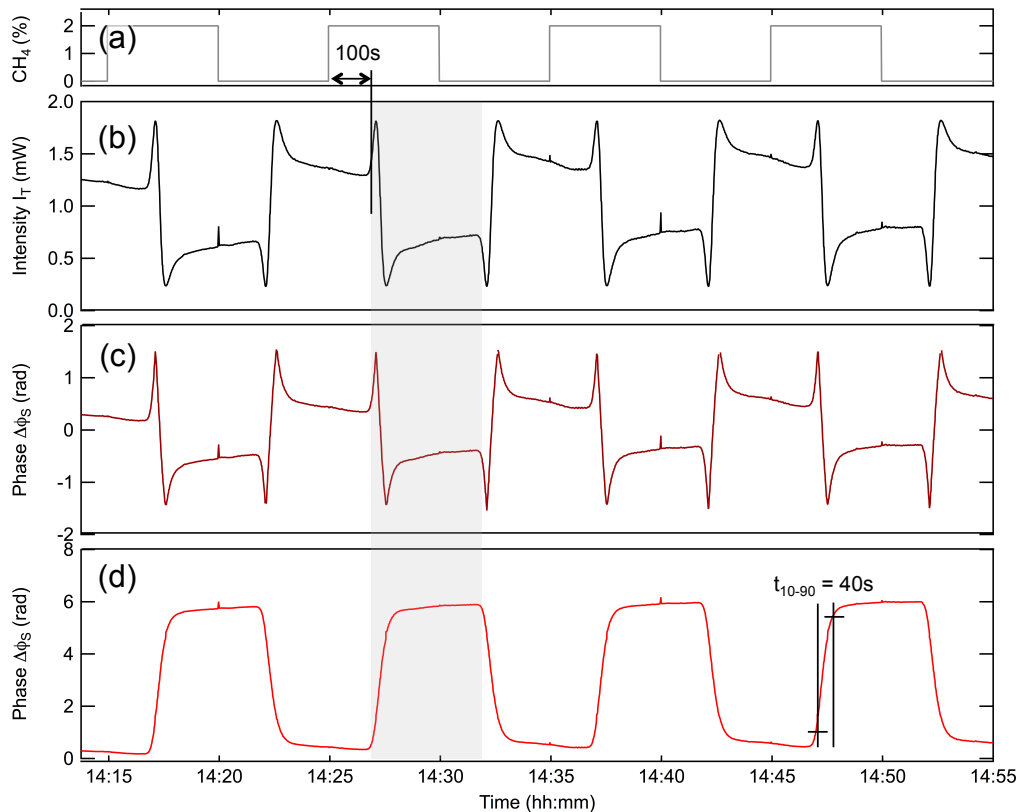 (a)
CH4 (%)
2
1
0
100s
(b)
Intensity IT (mW)
2.0
1.5
1.0
0.5
0.0
(c)
Phase ΔϕS (rad)
2
1
0
-1
-2
(d)
Phase ΔϕS (rad)
8
6
4
2
0
t10-90 = 40s
14:15 14:20 14:25 14:30 14:35 14:40 14:45 14:50 14:55
Time (hh:mm)